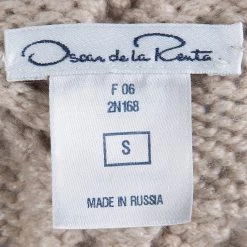 Oscar de la Renta
F 06
2N168
S
MADE IN RUSSIA